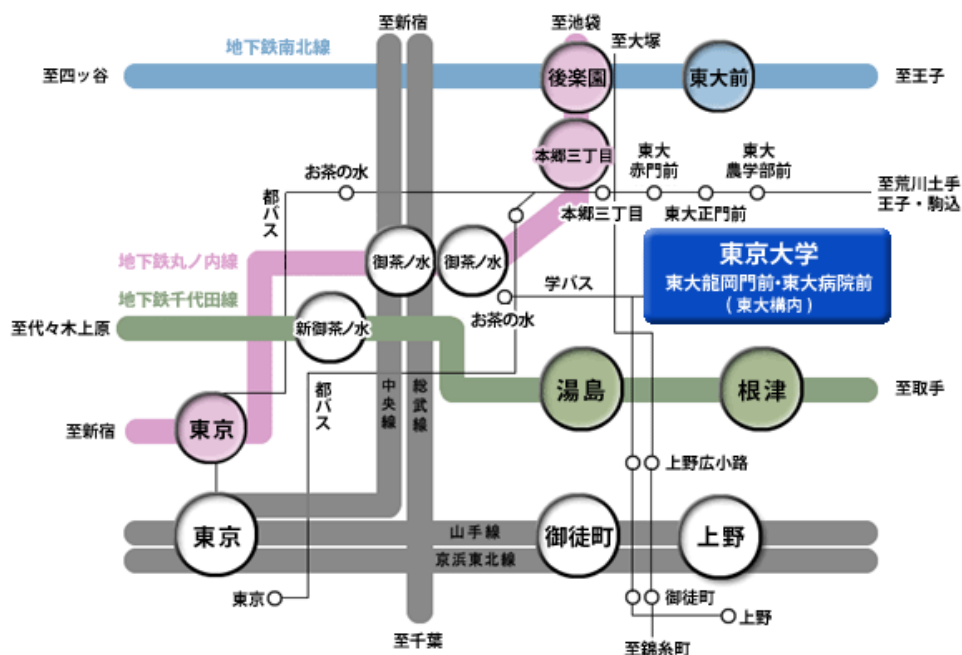 至新宿
至池袋
至大塚
地下鉄南北線
至四ッ谷
後楽園
東大前
至王子
本郷三丁目
お茶の水
東大
赤門前
東大
農学部前
都バス
本郷三丁目
東大正門前
至荒川土手
王子・駒込
地下鉄丸ノ内線
御茶ノ水
御茶ノ水
東京大学
東大龍岡門前・東大病院前
(東大構内)
学バス
お茶の水
地下鉄千代田線
至代々木上原
新御茶ノ水
都バス
中央線
総武線
湯島
根津
至取手
至新宿
東京
上野広小路
東京
山手線
京浜東北線
御徒町
上野
東京
御徒町
上野
至千葉
至錦糸町